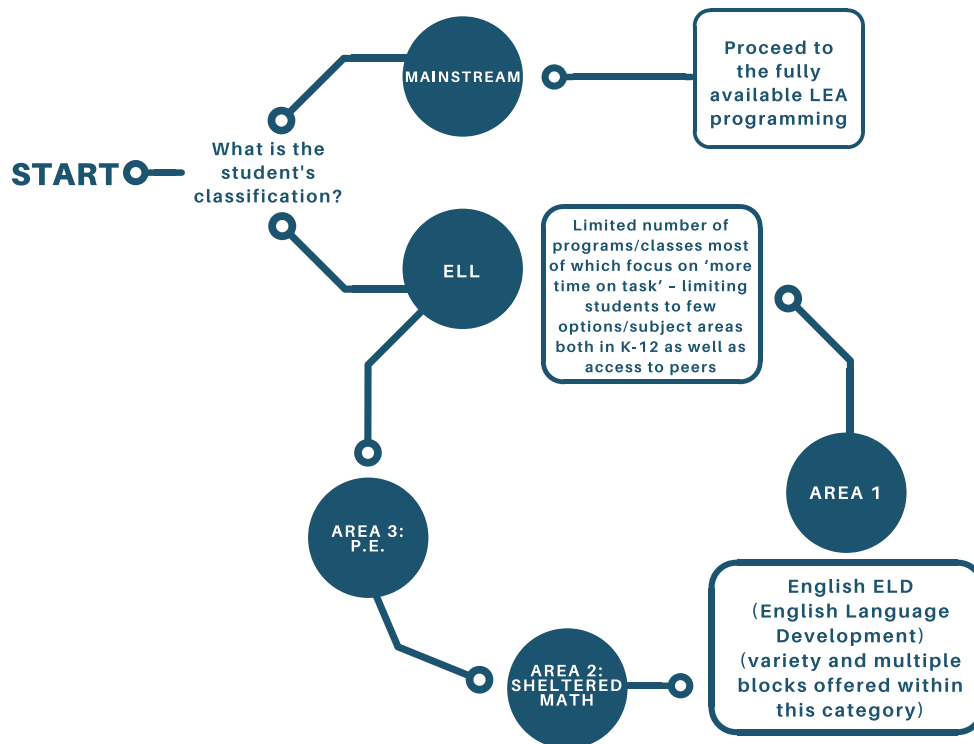 START
What is the
student's
classification?
MAINSTREAM
Proceed to
the fully
available LEA
programming
ELL
Limited number of
programs/classes most
of which focus on ‘more
time on task’ – limiting
students to few
options/subject areas
both in K-12 as well as
access to peers
AREA 1
English ELD
(English Language
Development)
(variety and multiple
blocks offered within
this category)
AREA 2:
SHELTERED
MATH
AREA 3:
P.E.